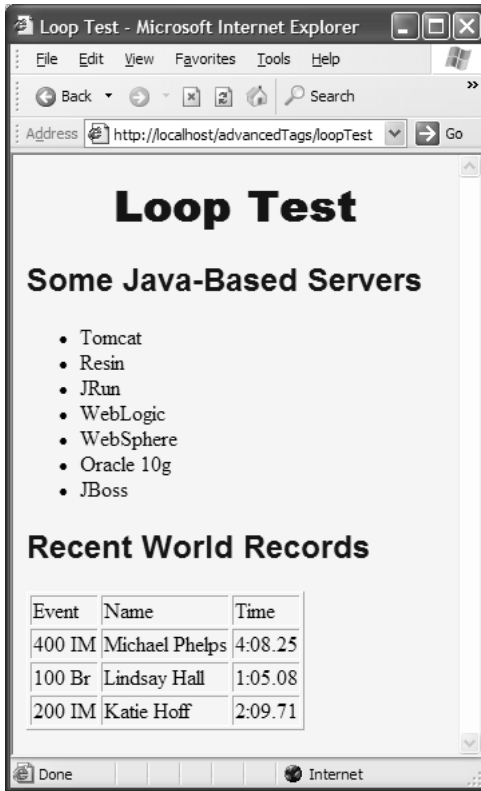 Loop Test - Microsoft Internet Explorer
File Edit View Favorites Tools Help
Back Search »
Address http://localhost/advancedTags/loopTest Go
Loop Test
Some Java-Based Servers
• Tomcat
• Resin
• JRun
• WebLogic
• WebSphere
• Oracle 10g
• JBoss
Recent World Records
Event Name Time
400 IM Michael Phelps 4:08.25
100 Br Lindsay Hall 1:05.08
200 IM Katie Hoff 2:09.71
Done Internet